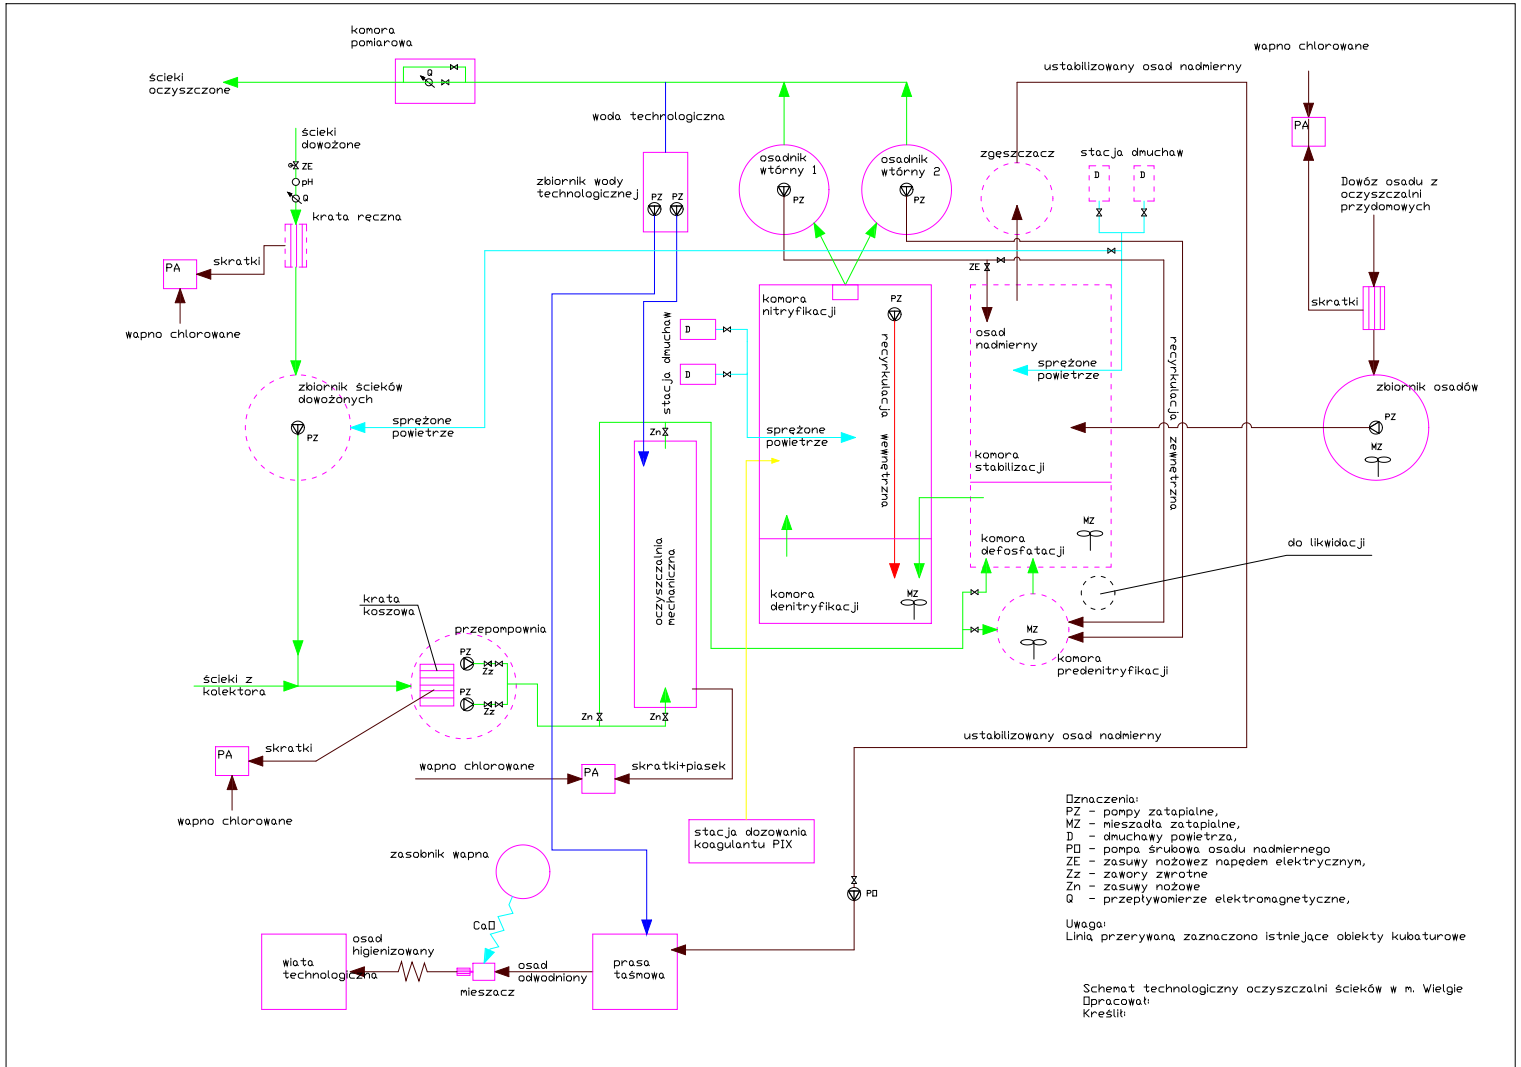 komora
pomiarowa
Q
ścieki
oczyszczone
ścieki
dowożone
ZE
pH
Q
krata ręczna
PA
skratki
wapno chlorowane
zbiornik ścieków
dowożonych
PZ
sprężone
powietrze
woda technologiczna
zbiornik wody
technologicznej
PZ
PZ
osadnik
wtórny 1
PZ
osadnik
wtórny 2
PZ
zgęszczacz
ustabilizowany osad nadmierny
stacja dmuchaw
D
D
wapno chlorowane
PA
Dowóz osadu z
oczyszczalni
przydomowych
skratki
zbiornik osadów
PZ
MZ
komora
nitryfikacji
PZ
recyrkulacja wewnętrzna
stacja dmuchaw
D
D
sprężone
powietrze
ZE
osad
nadmierny
sprężone
powietrze
recyrkulacja zewnętrzna
komora
stabilizacji
MZ
komora
defosfatacji
do likwidacji
Zn
oczyszczalnia
mechaniczna
komora
denitryfikacji
MZ
MZ
komora
predenitryfikacji
krata
koszowa
przepompownia
PZ
Zz
PZ
Zz
ścieki z
kolektora
Zn
Zn
PA
skratki
wapno chlorowane
wapno chlorowane
PA
skratki+piasek
ustabilizowany osad nadmierny
stacja dozowania
koagulantu PIX
zasobnik wapna
CaO
PO
wiata
technologiczna
osad
higienizowany
mieszacz
osad
odwodniony
prasa
taśmowa
Oznaczenia:
PZ - pompy zatapialne,
MZ - mieszadła zatapialne,
D - dmuchawy powietrza,
PO - pompa śrubowa osadu nadmiernego
ZE - zasuwy nożowez napędem elektrycznym,
Zz - zawory zwrotne
Zn - zasuwy nożowe
Q - przepływomierze elektromagnetyczne,
Uwaga:
Linią przerywaną zaznaczono istniejące obiekty kubaturowe
Schemat technologiczny oczyszczalni ścieków w m. Wielgie
Opracował:
Kreślił: